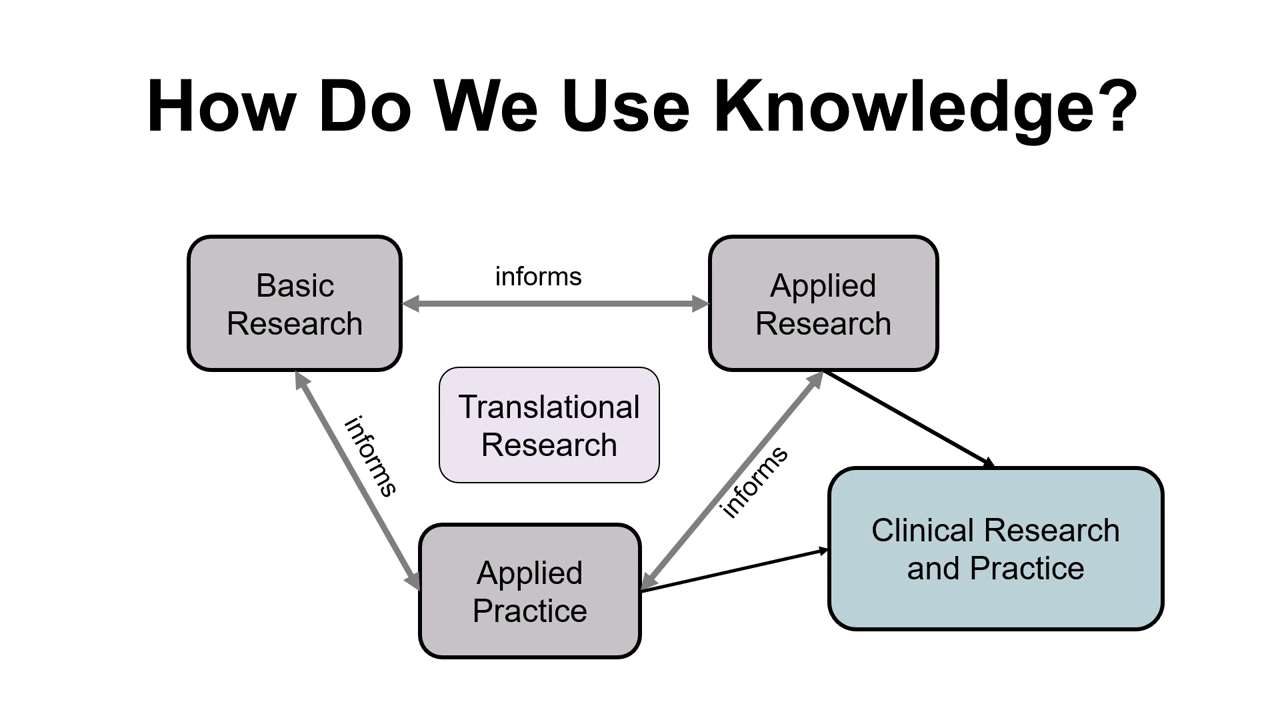 How Do We Use Knowledge?
Basic
Research
informs
Applied
Research
Translational
Research
informs
informs
Applied
Practice
Clinical Research
and Practice